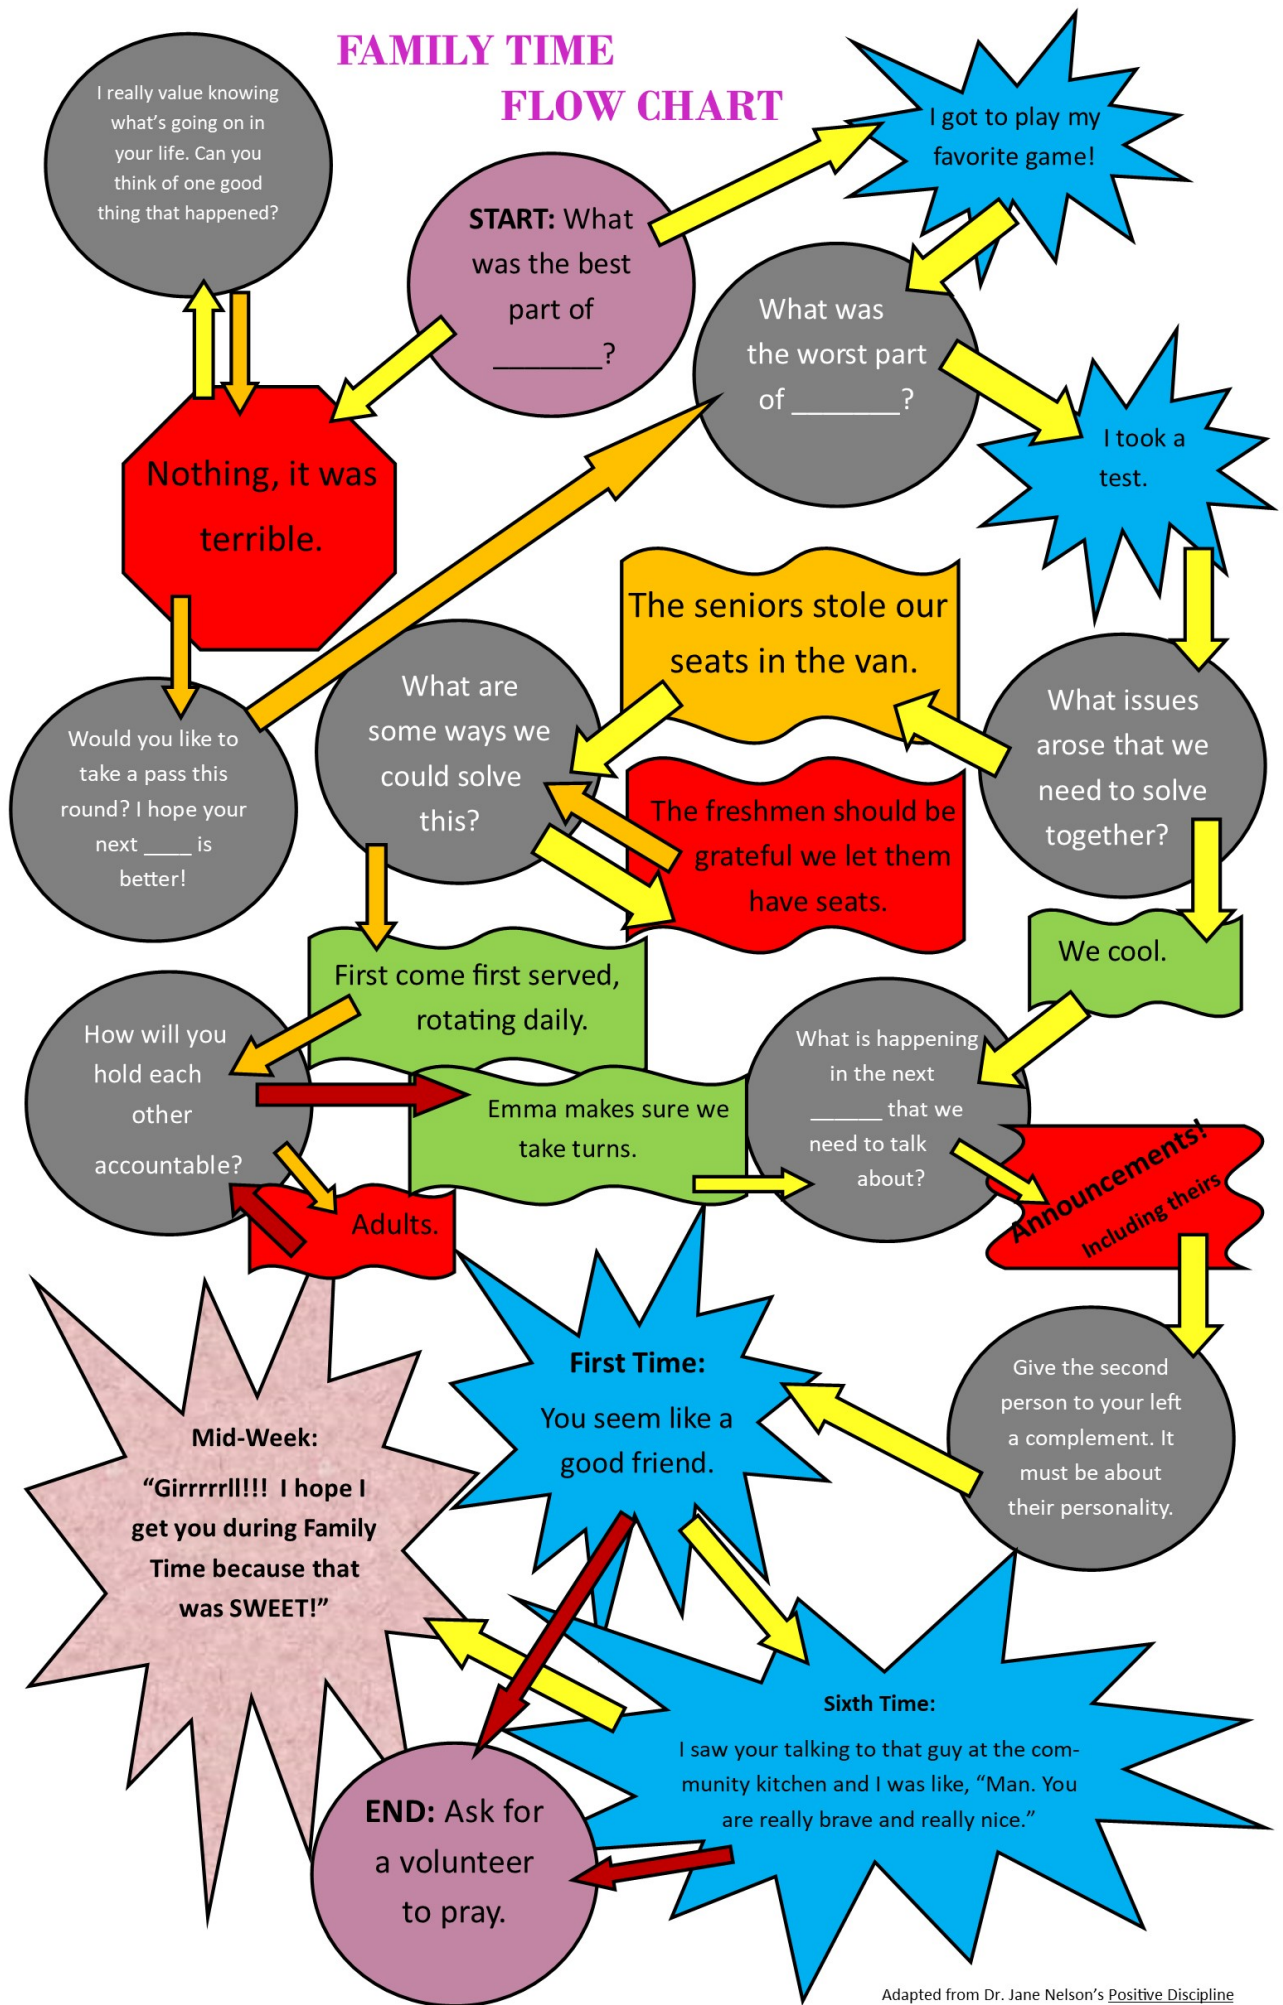 FAMILY TIME
FLOW CHART
I really value knowing
what's going on in
your life. Can you
think of one good
thing that happened?
START: What
was the best
part of
_______?
I got to play my
favorite game!
What was
the worst part
of _______?
I took a
test.
Nothing, it was
terrible.
Would you like to
take a pass this
round? I hope your
next ____ is
better!
What are
some ways we
could solve
this?
The seniors stole our
seats in the van.
What issues
arose that we
need to solve
together?
The freshmen should be
grateful we let them
have seats.
We cool.
First come first served,
rotating daily.
How will you
hold each
other
accountable?
Emma makes sure we
take turns.
Adults.
What is happening
in the next
______ that we
need to talk
about?
Announcements!
Including theirs
Give the second
person to your left
a complement. It
must be about
their personality.
First Time:
You seem like a
good friend.
Mid-Week:
“Girrrrrll!!!  I hope I
get you during Family
Time because that
was SWEET!”
Sixth Time:
I saw your talking to that guy at the com-
munity kitchen and I was like, “Man. You
are really brave and really nice.”
END: Ask for
a volunteer
to pray.
Adapted from Dr. Jane Nelson’s Positive Discipline